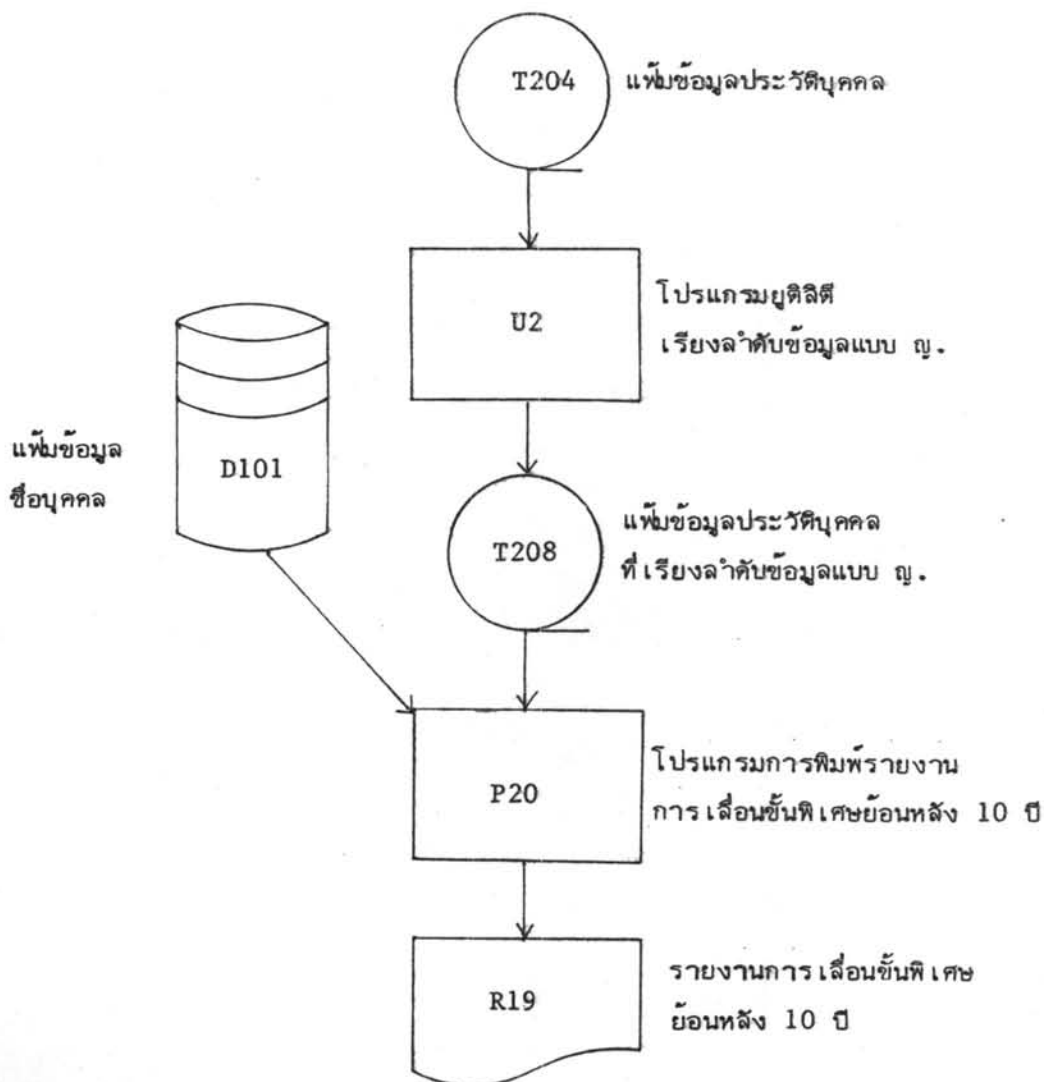 T204
แฟ้มข้อมูลประวัติบุคคล
U2
โปรแกรมยูติลิตี
เรียงลำดับข้อมูลแบบ ญ.
แฟ้มข้อมูล
ชื่อบุคคล
D101
T208
แฟ้มข้อมูลประวัติบุคคล
ที่เรียงลำดับข้อมูลแบบ ญ.
P20
โปรแกรมการพิมพ์รายงาน
การเลื่อนขั้นพิเศษย้อนหลัง 10 ปี
R19
รายงานการเลื่อนขั้นพิเศษ
ย้อนหลัง 10 ปี